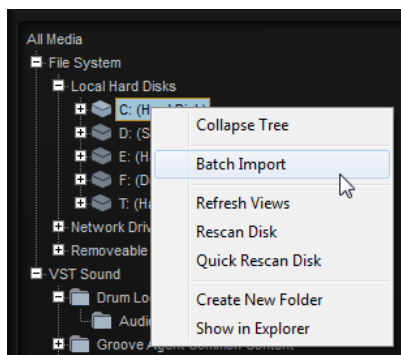 All Media
File System
Local Hard Disks
C: (Hard Disk)
Collapse Tree
D: (S
Batch Import
E: (H
F: (D
Refresh Views
T: (H
Rescan Disk
Network Driv
Quick Rescan Disk
Removeable
VST Sound
Drum Lo
Create New Folder
Audi
Show in Explorer
Groove Agent
Content